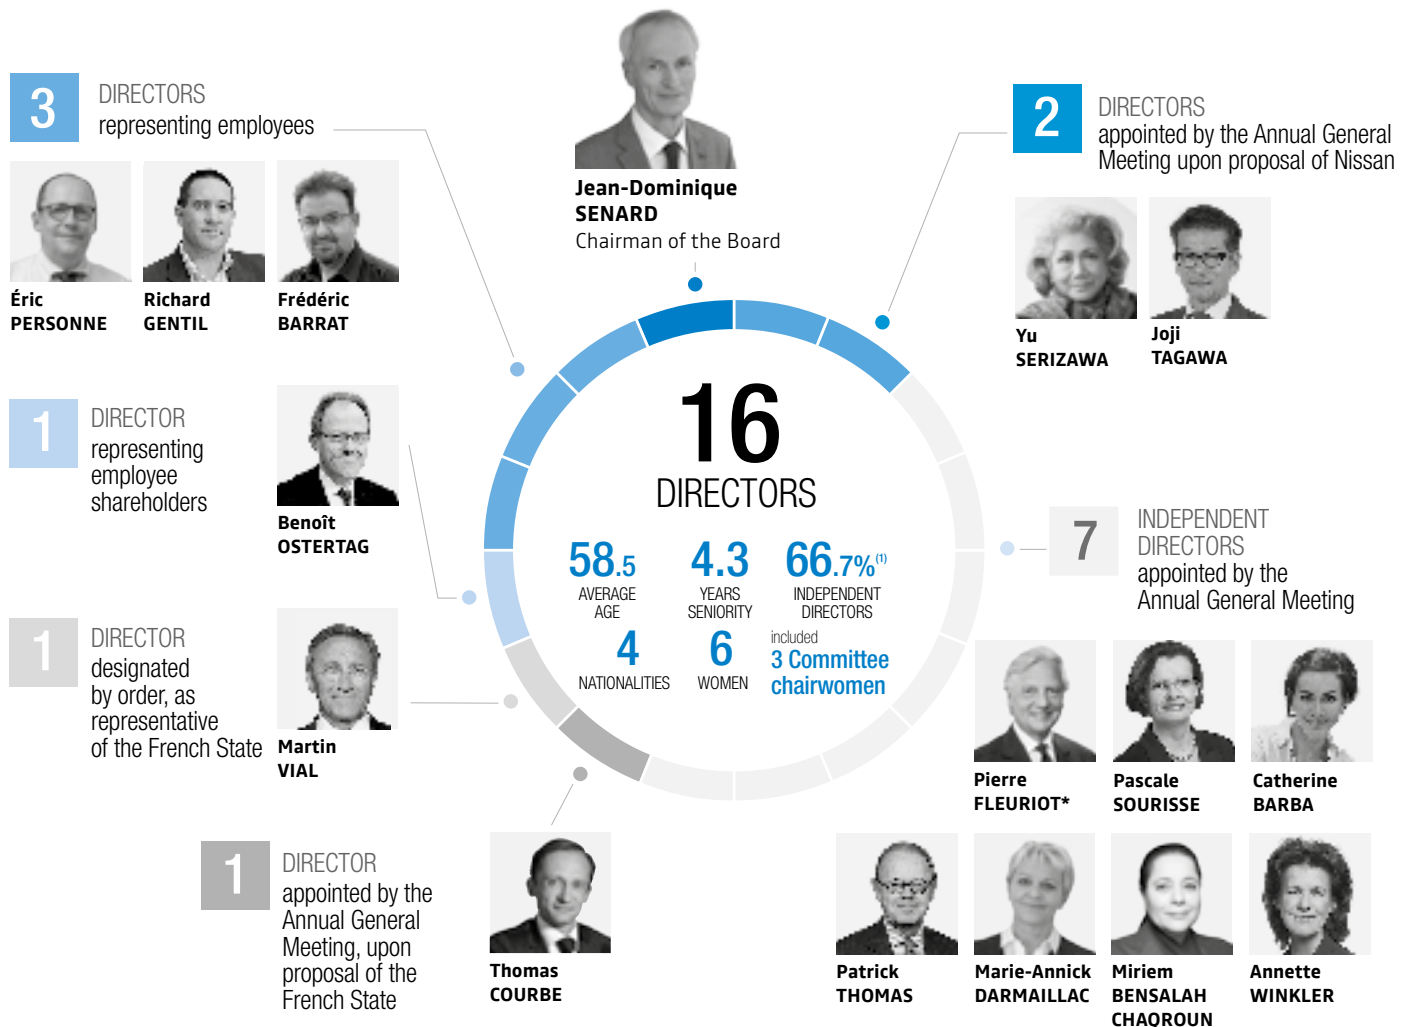 Jean-Dominique
SENARD
Chairman of the Board
3
DIRECTORS
representing employees
Éric
PERSONNE
Richard
GENTIL
Frédéric
BARRAT
2
DIRECTORS
appointed by the Annual General
Meeting upon proposal of Nissan
Yu
SERIZAWA
Joji
TAGAWA
1
DIRECTOR
representing
employee
shareholders
Benoît
OSTERTAG
16
DIRECTORS
58.5
AVERAGE
AGE
4.3
YEARS
SENIORITY
66.7%(1)
INDEPENDENT
DIRECTORS
4
NATIONALITIES
6
WOMEN
included
3 Committee
chairwomen
7
INDEPENDENT
DIRECTORS
appointed by the
Annual General Meeting
1
DIRECTOR
designated
by order, as
representative
of the French State
Martin
VIAL
Pierre
FLEURIOT*
Pascale
SOURISSE
Catherine
BARBA
1
DIRECTOR
appointed by the
Annual General
Meeting, upon
proposal of the
French State
Thomas
COURBE
Patrick
THOMAS
Marie-Annick
DARMAILLAC
Miriem
BENSALAH
CHAQROUN
Annette
WINKLER